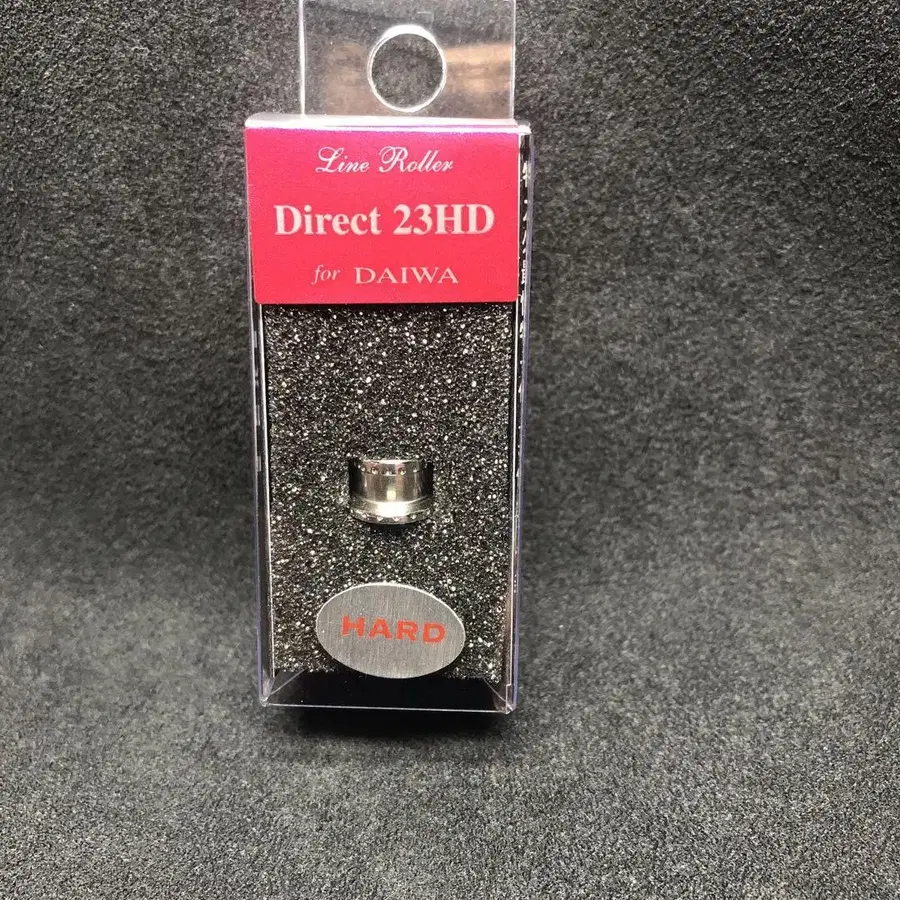 Line Roller
Direct 23HD
for DAIWA
HARD